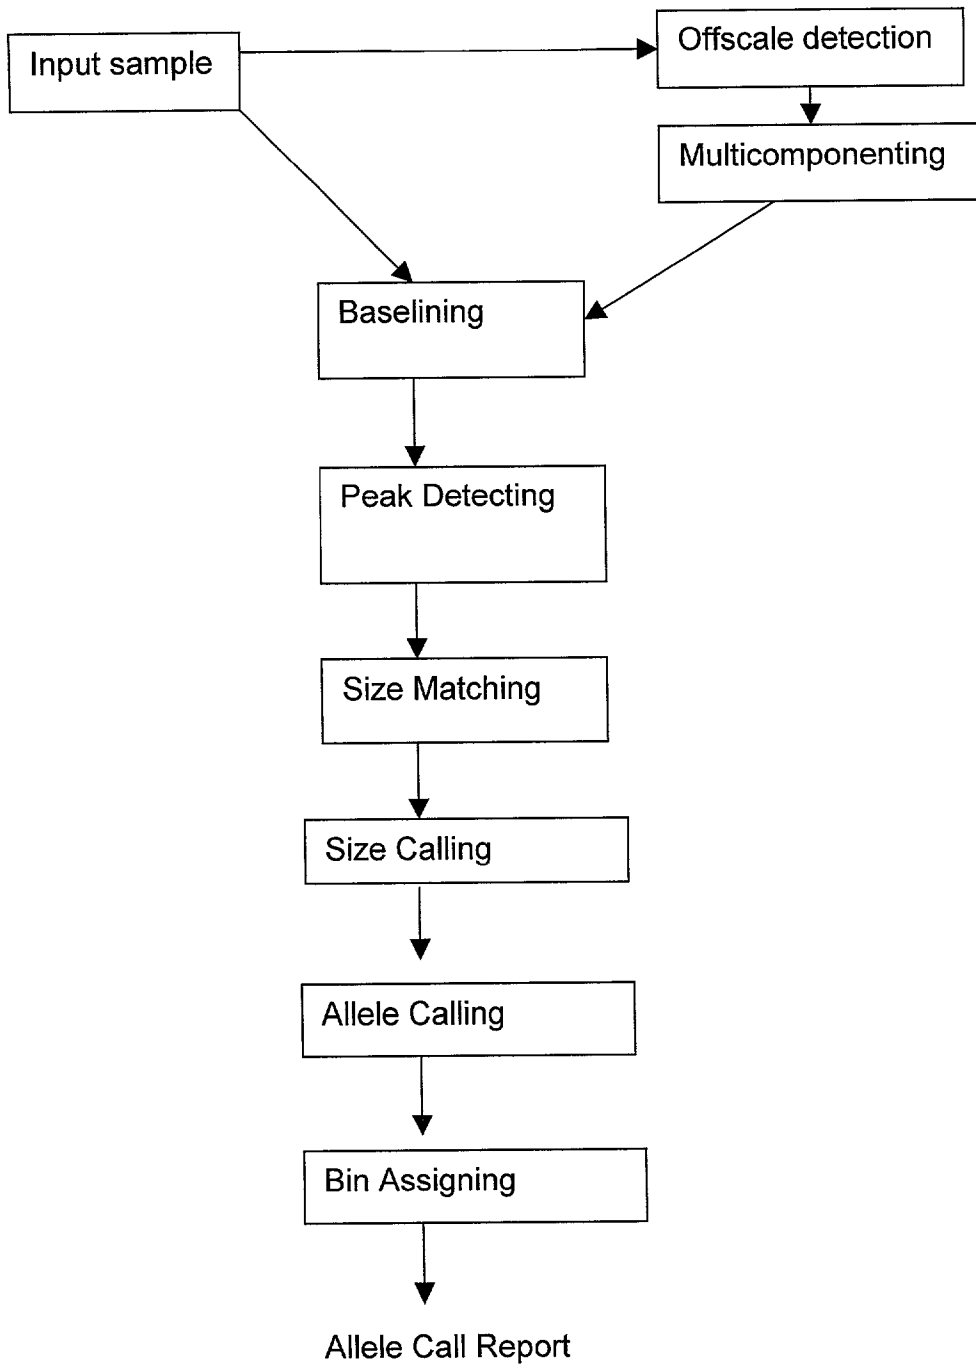 Input sample
Offscale detection
Multicomponenting
Baselining
Peak Detecting
Size Matching
Size Calling
Allele Calling
Bin Assigning
Allele Call Report